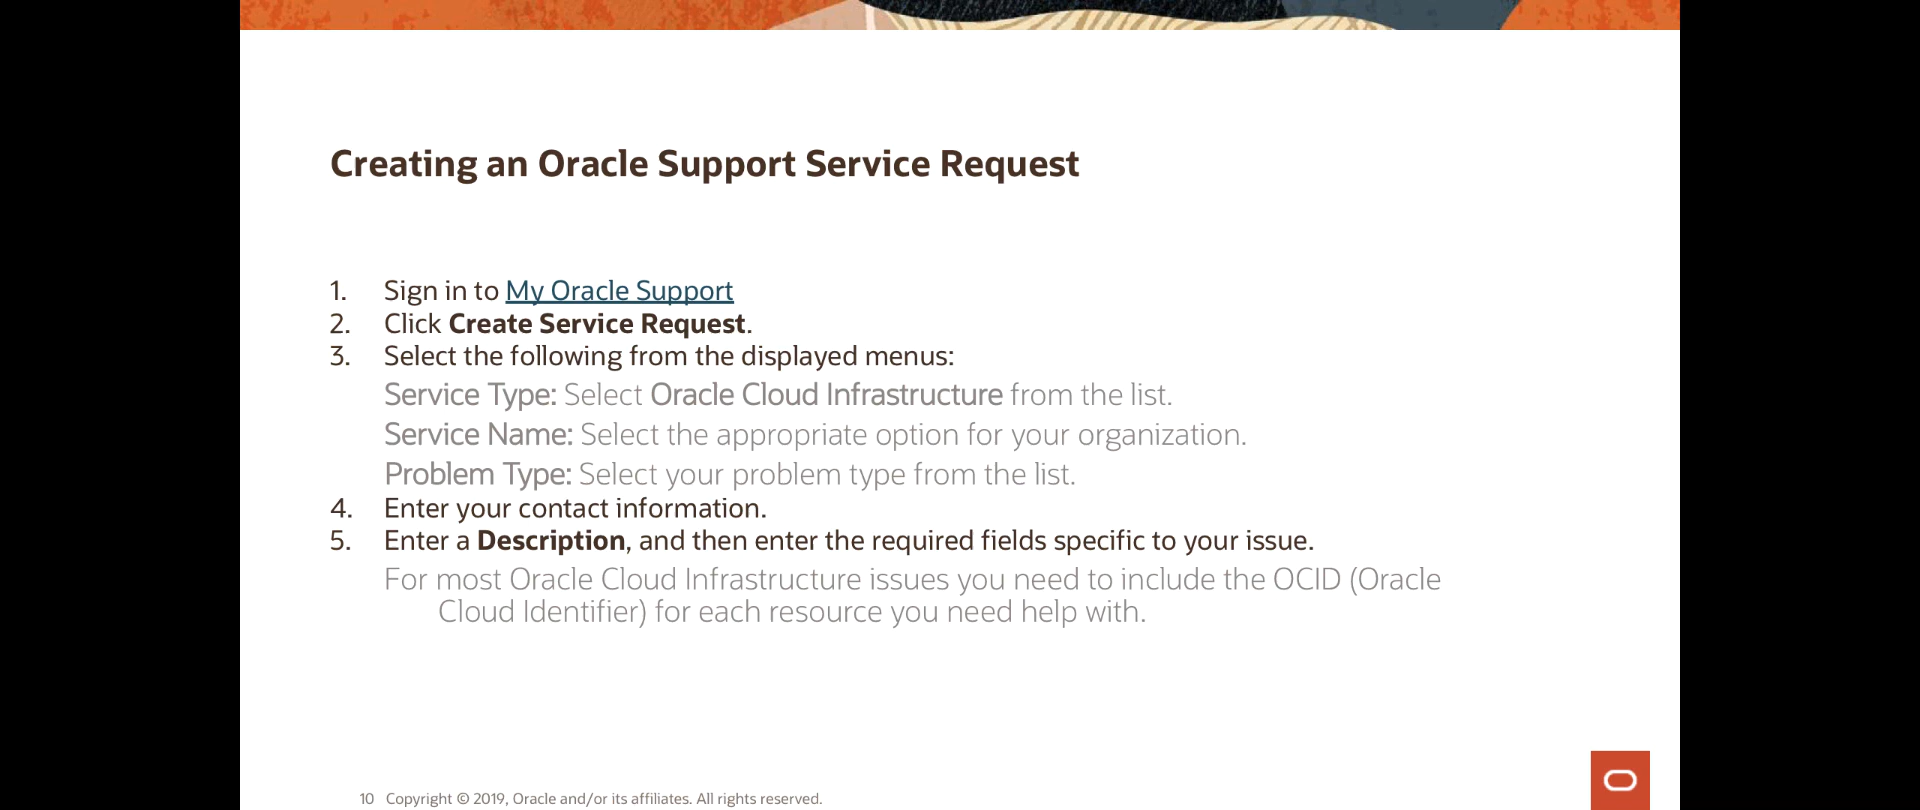 Creating an Oracle Support Service Request
1. Sign in to My Oracle Support
2. Click Create Service Request.
3. Select the following from the displayed menus:
Service Type: Select Oracle Cloud Infrastructure from the list.
Service Name: Select the appropriate option for your organization.
Problem Type: Select your problem type from the list.
4. Enter your contact information.
5. Enter a Description, and then enter the required fields specific to your issue.
For most Oracle Cloud Infrastructure issues you need to include the OCID (Oracle
Cloud Identifier) for each resource you need help with.
10 Copyright © 2019, Oracle and/or its affiliates. All rights reserved.